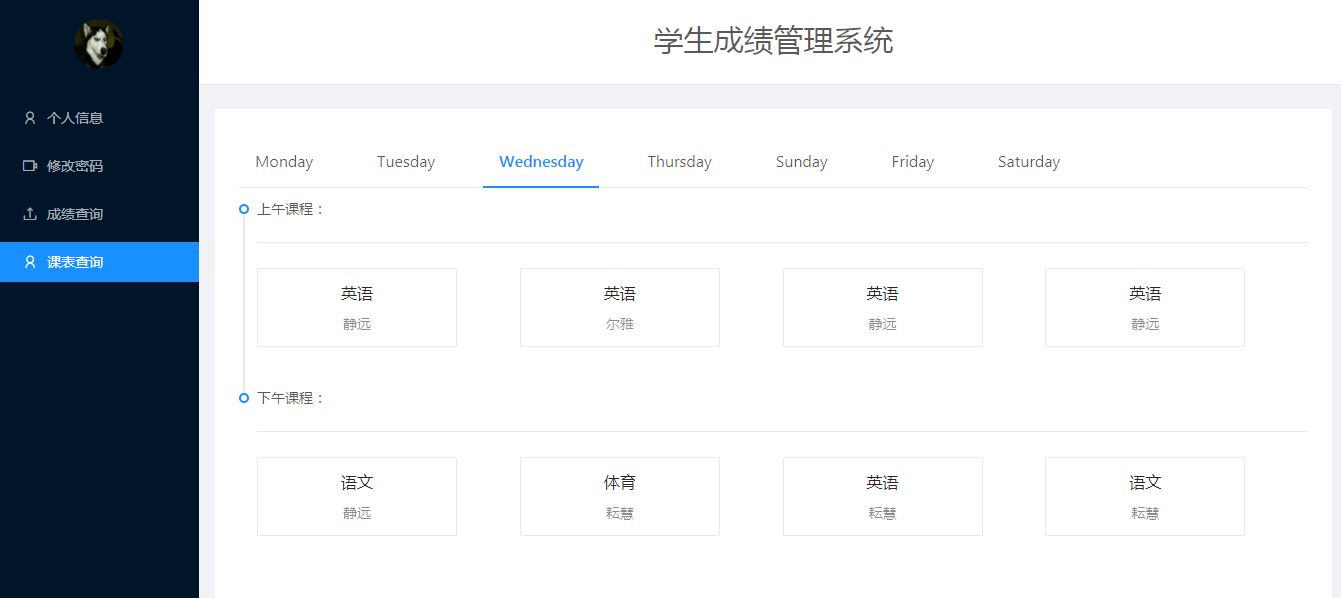 学生成绩管理系统
个人信息
修改密码
成绩查询
课表查询
Monday Tuesday Wednesday Thursday Sunday Friday Saturday
上午课程：
英语 英语 英语 英语
静远 尔雅 静远 静远
下午课程：
语文 体育 英语 语文
静远 耘慧 耘慧 耘慧